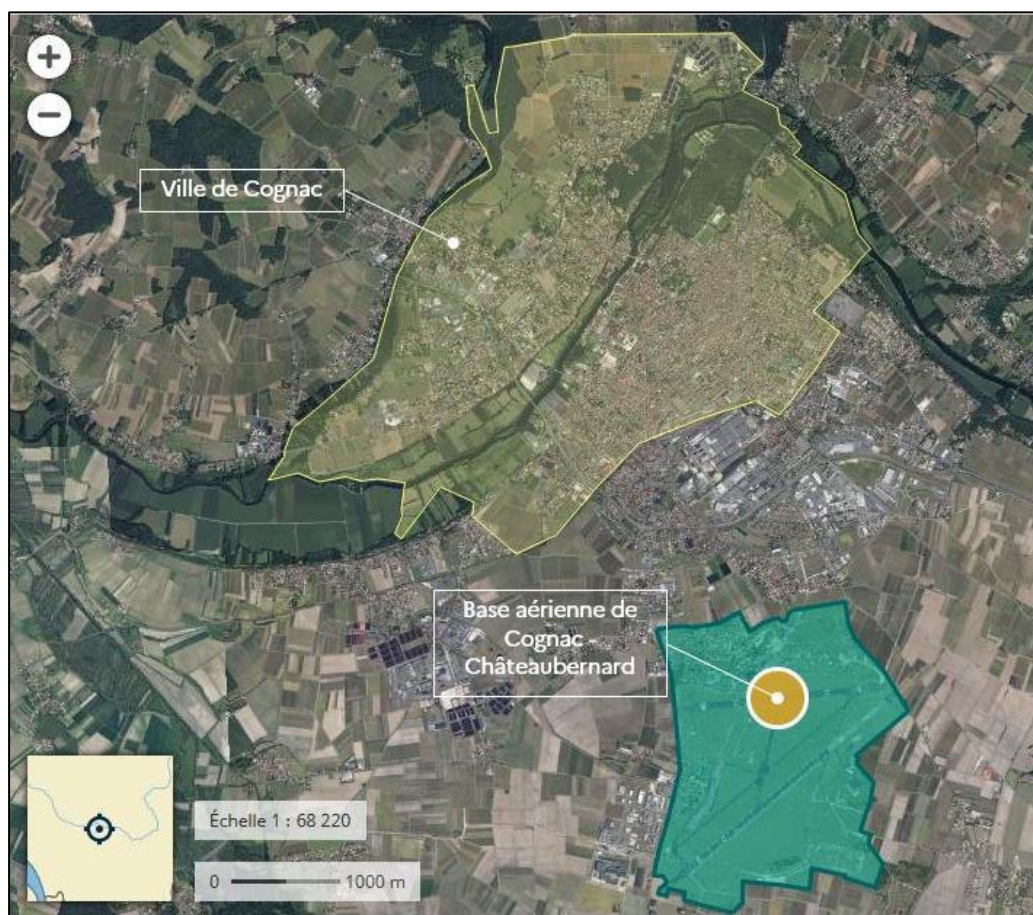 +
−
Ville de Cognac
Base aérienne de
Cognac -
Châteaubernard
Échelle 1 : 68 220
0 1000 m